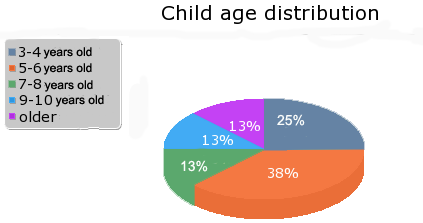 Child age distribution
3-4 years old
5-6 years old
7-8 years old
9-10 years old
older
25%
13%
13%
13%
38%